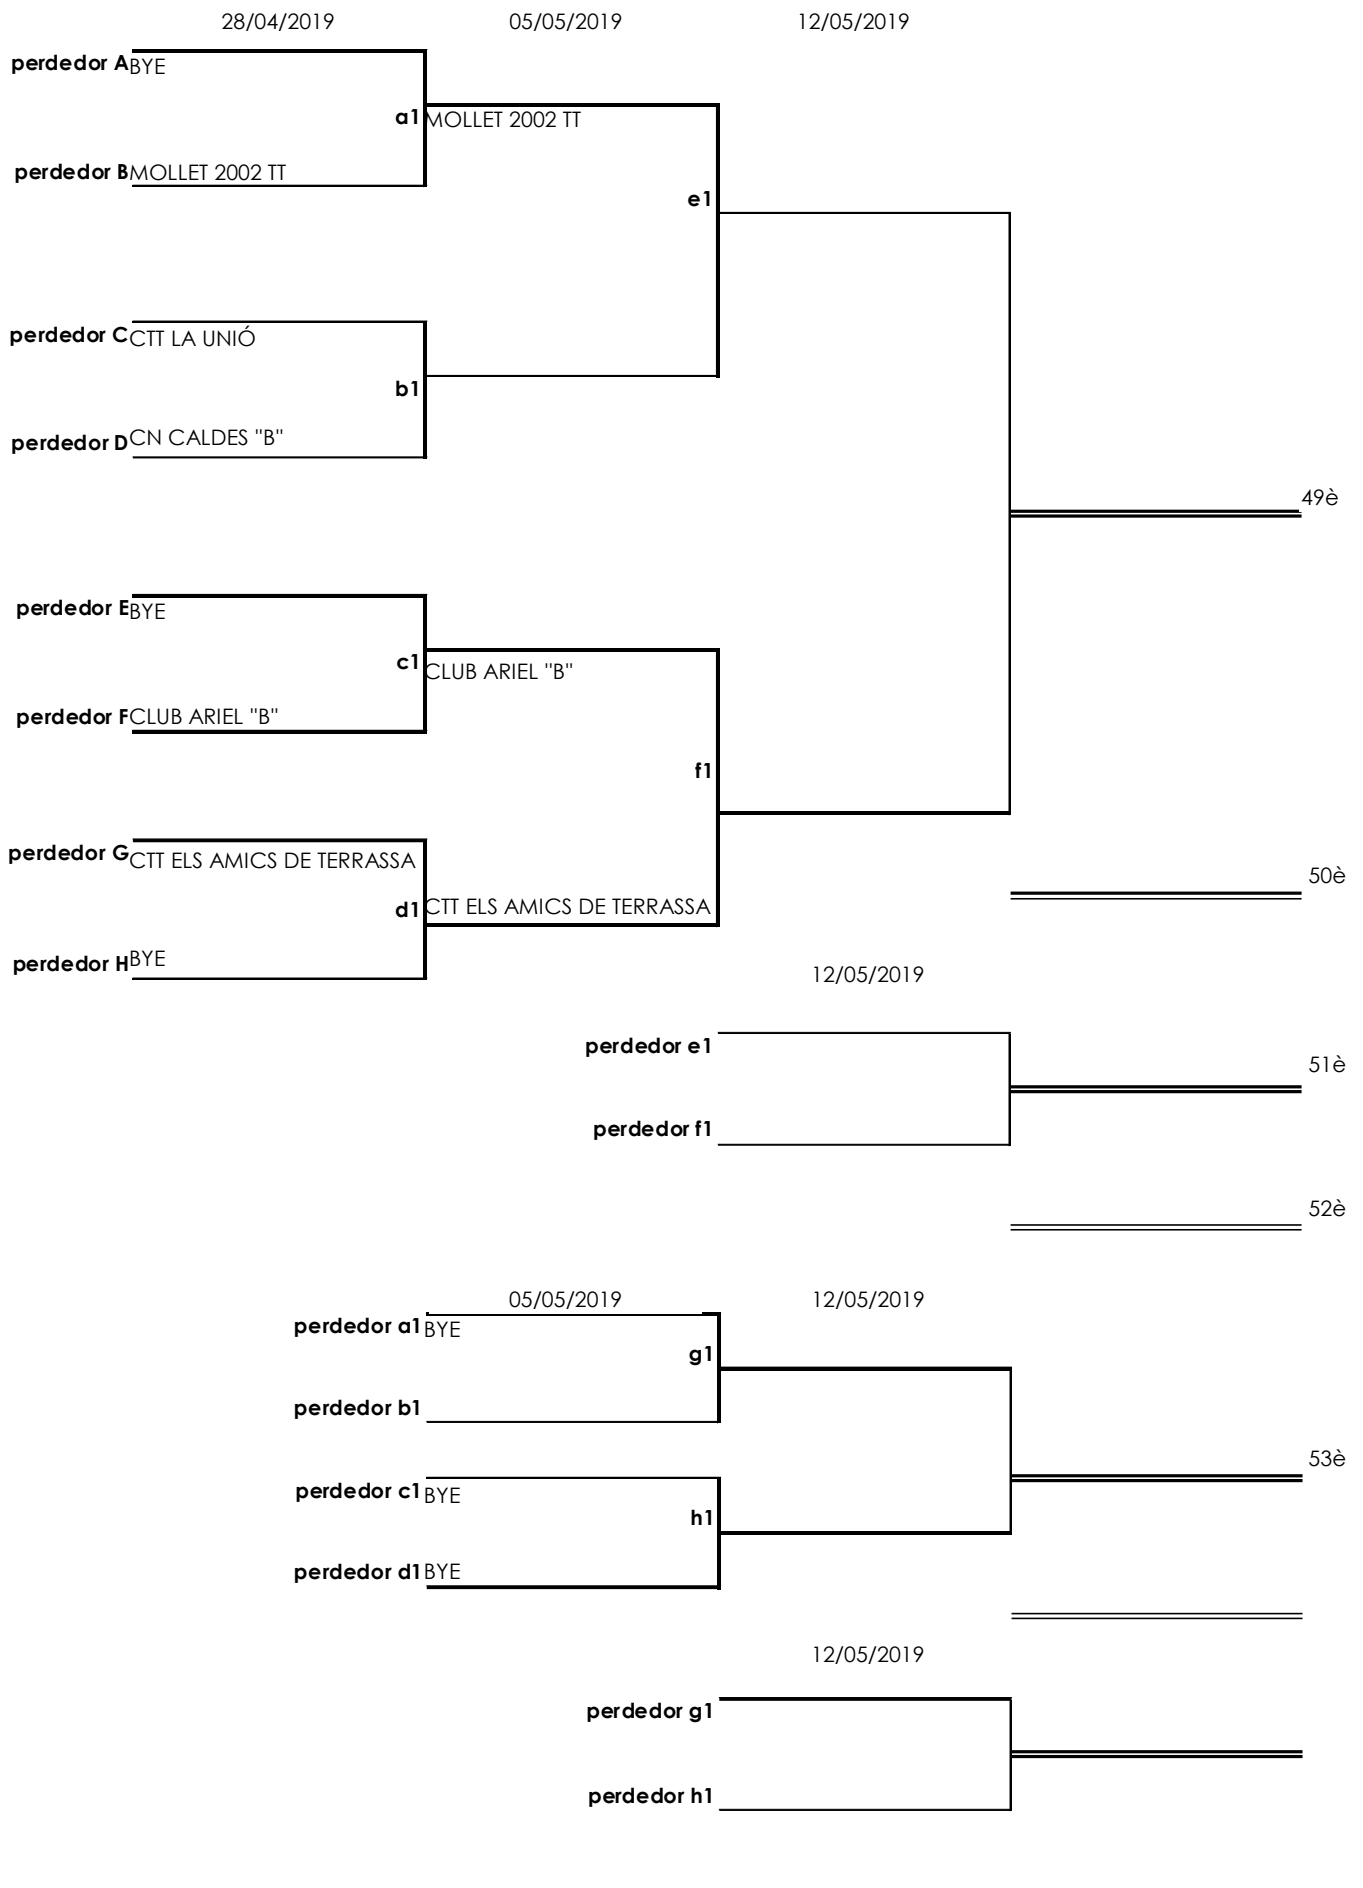 28/04/2019 05/05/2019 12/05/2019
perdedor A BYE
a1 MOLLET 2002 TT
perdedor B MOLLET 2002 TT
e1
perdedor C CTT LA UNIÓ
b1
perdedor D CN CALDES "B"
49è
perdedor E BYE
c1 CLUB ARIEL "B"
perdedor F CLUB ARIEL "B"
f1
perdedor G CTT ELS AMICS DE TERRASSA
50è
d1 CTT ELS AMICS DE TERRASSA
perdedor H BYE
12/05/2019
perdedor e1
51è
perdedor f1
52è
05/05/2019 12/05/2019
perdedor a1 BYE
g1
perdedor b1
53è
perdedor c1 BYE
h1
perdedor d1 BYE
12/05/2019
perdedor g1
perdedor h1